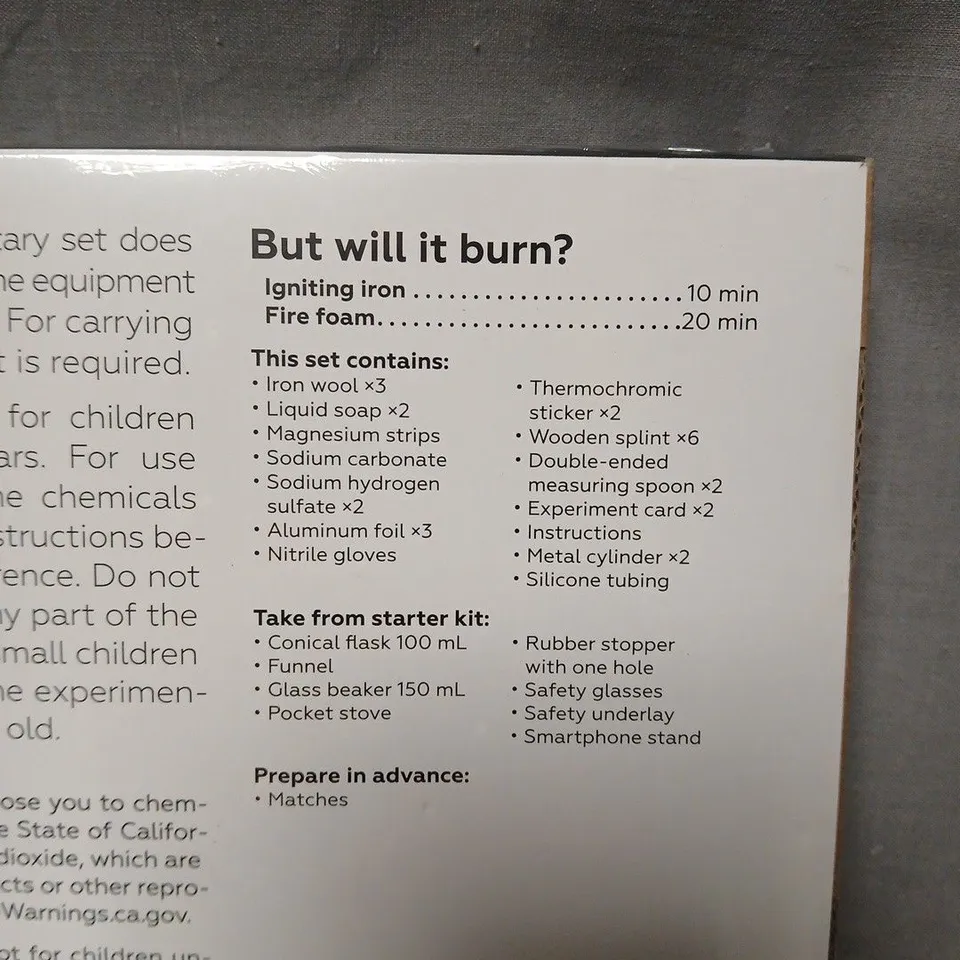 tary set does
equipment
For carrying
is required.
for children
For use
chemicals
structions be-
Do not
part of the
small children
experimen-
old.
ose you to chem-
State of Califor-
dioxide, which are
cts or other repro-
Warnings.ca.gov.
for children un-
But will it burn?
Igniting iron ........................ 10 min
Fire foam........................... 20 min
This set contains:
• Iron wool ×3
• Liquid soap ×2
• Magnesium strips
• Sodium carbonate
• Sodium hydrogen
sulfate ×2
• Aluminum foil ×3
• Nitrile gloves
• Thermochromic
sticker ×2
• Wooden splint ×6
• Double-ended
measuring spoon ×2
• Experiment card ×2
• Instructions
• Metal cylinder ×2
• Silicone tubing
Take from starter kit:
• Conical flask 100 mL
• Funnel
• Glass beaker 150 mL
• Pocket stove
• Rubber stopper
with one hole
• Safety glasses
• Safety underlay
• Smartphone stand
Prepare in advance:
• Matches